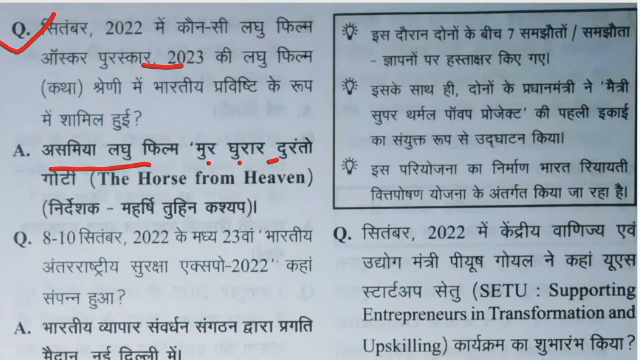 Q. सितंबर, 2022 में कौन-सी लघु फिल्म
ऑस्कर पुरस्कार, 2023 की लघु फिल्म
(कथा) श्रेणी में भारतीय प्रविष्टि के रूप
में शामिल हुई?
A. असमिया लघु फिल्म 'मुर घुरार दुरंतो
गोटी (The Horse from Heaven)
(निर्देशक - महर्षि तुहिन कश्यप)।
Q. 8-10 सितंबर, 2022 के मध्य 23वां 'भारतीय
अंतरराष्ट्रीय सुरक्षा एक्सपो-2022'' कहां
संपन्न हुआ?
A. भारतीय व्यापार संवर्धन संगठन द्वारा प्रगति
मैदान, नई दिल्ली में।
इस दौरान दोनों के बीच 7 समझौतों / समझौता
- ज्ञापनों पर हस्ताक्षर किए गए।
इसके साथ ही, दोनों के प्रधानमंत्री ने 'मैत्री
सुपर थर्मल पॉवप प्रोजेक्ट' की पहली इकाई
का संयुक्त रूप से उद्घाटन किया।
इस परियोजना का निर्माण भारत रियायती
वित्तपोषण योजना के अंतर्गत किया जा रहा है।
Q. सितंबर, 2022 में केंद्रीय वाणिज्य एवं
उद्योग मंत्री पीयूष गोयल ने कहां यूएस
स्टार्टअप सेतु (SETU : Supporting
Entrepreneurs in Transformation and
Upskilling) कार्यक्रम का शुभारंभ किया?